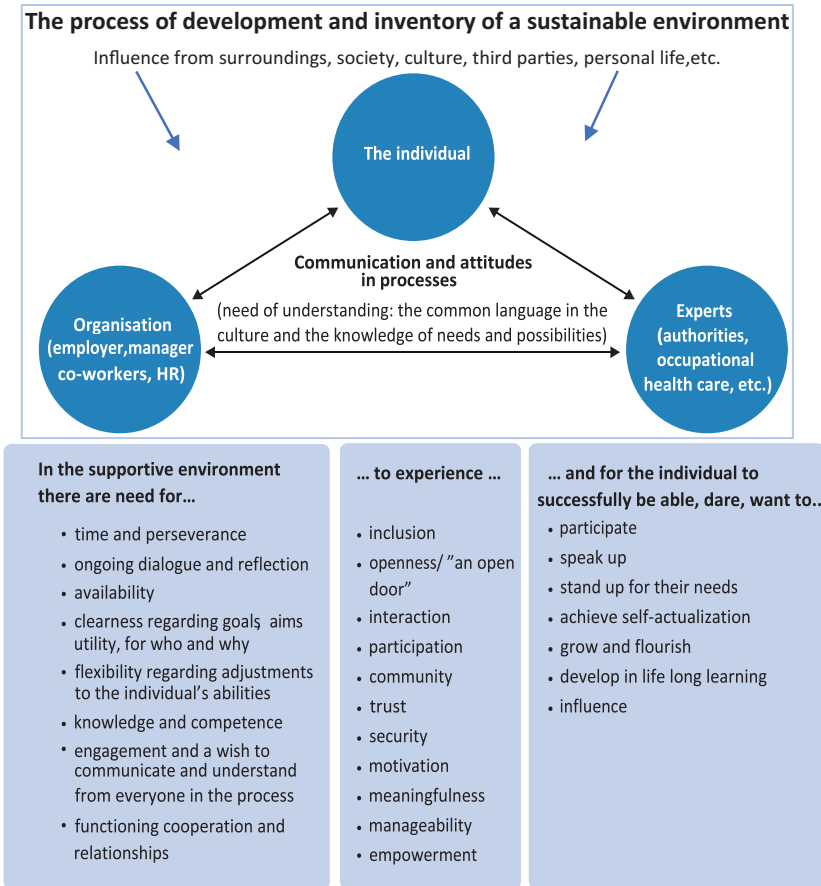 The process of development and inventory of a sustainable environment
Influence from surroundings, society, culture, third parties, personal life,etc.
The individual
Communication and attitudes
in processes
(need of understanding: the common language in the
culture and the knowledge of needs and possibilities)
Organisation
(employer,manager
co-workers, HR)
Experts
(authorities,
occupational
health care, etc.)
In the supportive environment
there are need for...
• time and perseverance
• ongoing dialogue and reflection
• availability
• clearness regarding goals, aims
utility, for who and why
• flexibility regarding adjustments
to the individual's abilities
• knowledge and competence
• engagement and a wish to
communicate and understand
from everyone in the process
• functioning cooperation and
relationships
... to experience ...
• inclusion
• openness/ ”an open
door”
• interaction
• participation
• community
• trust
• security
• motivation
• meaningfulness
• manageability
• empowerment
... and for the individual to
successfully be able, dare, want to..
• participate
• speak up
• stand up for their needs
• achieve self-actualization
• grow and flourish
• develop in life long learning
• influence